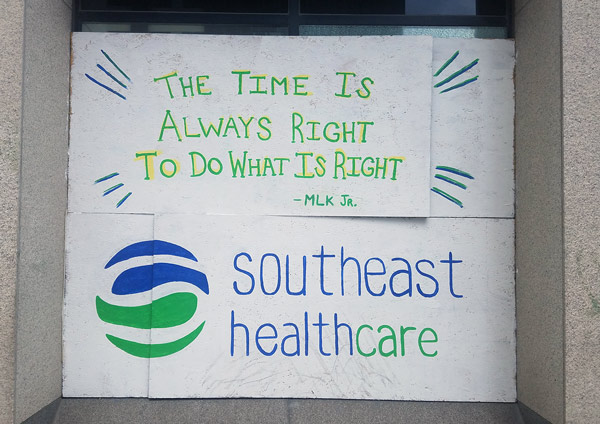 THE TIME IS
ALWAYS RIGHT
TO DO WHAT IS RIGHT
- MLK JR.
southeast
healthcare